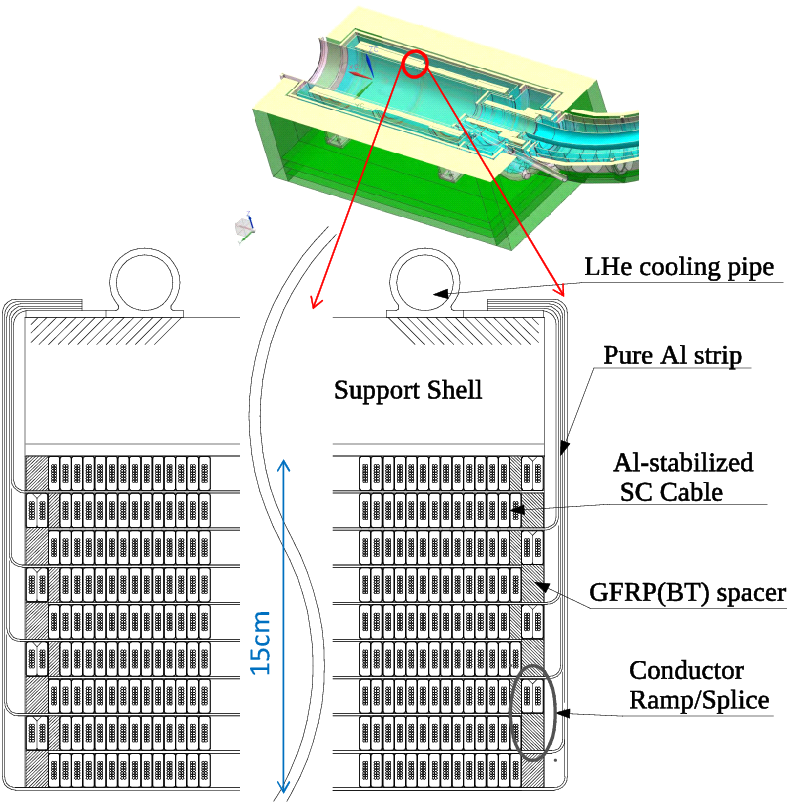 LHe cooling pipe
Pure Al strip
Support Shell
Al-stabilized
SC Cable
GFRP(BT) spacer
15cm
Conductor
Ramp/Splice